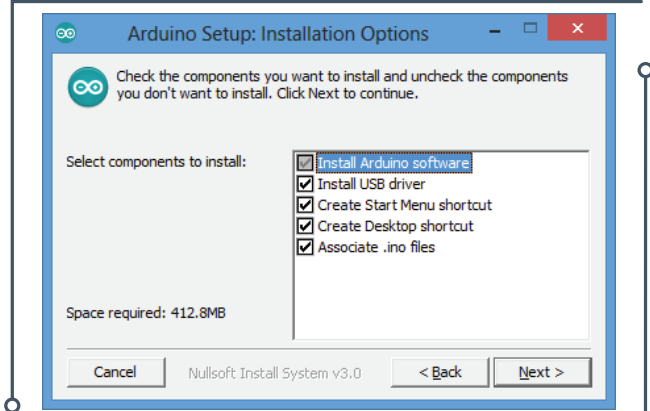 Arduino Setup: Installation Options
Check the components you want to install and uncheck the components
you don't want to install. Click Next to continue.
Select components to install:
Install Arduino software
Install USB driver
Create Start Menu shortcut
Create Desktop shortcut
Associate .ino files
Space required: 412.8MB
Cancel
Nullsoft Install System v3.0
< Back
Next >